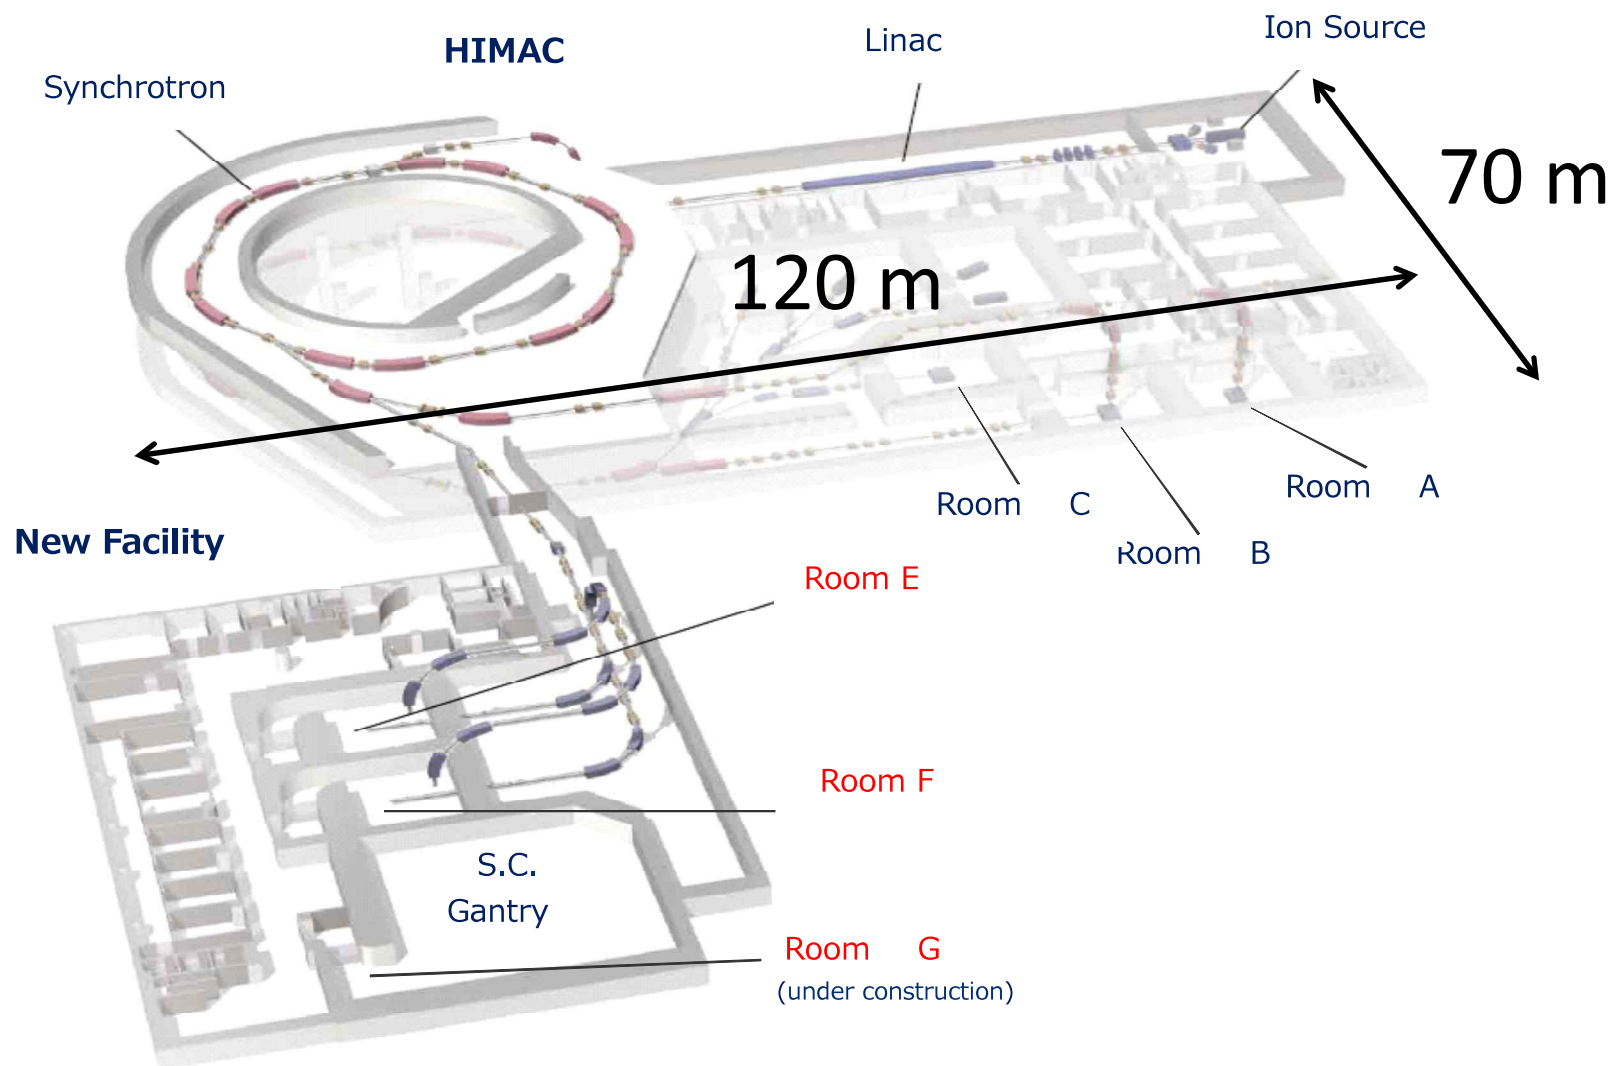 HIMAC
Linac
Ion Source
Synchrotron
70 m
120 m
Room A
Room C
Room B
New Facility
Room E
Room F
S.C.
Gantry
Room G
(under construction)